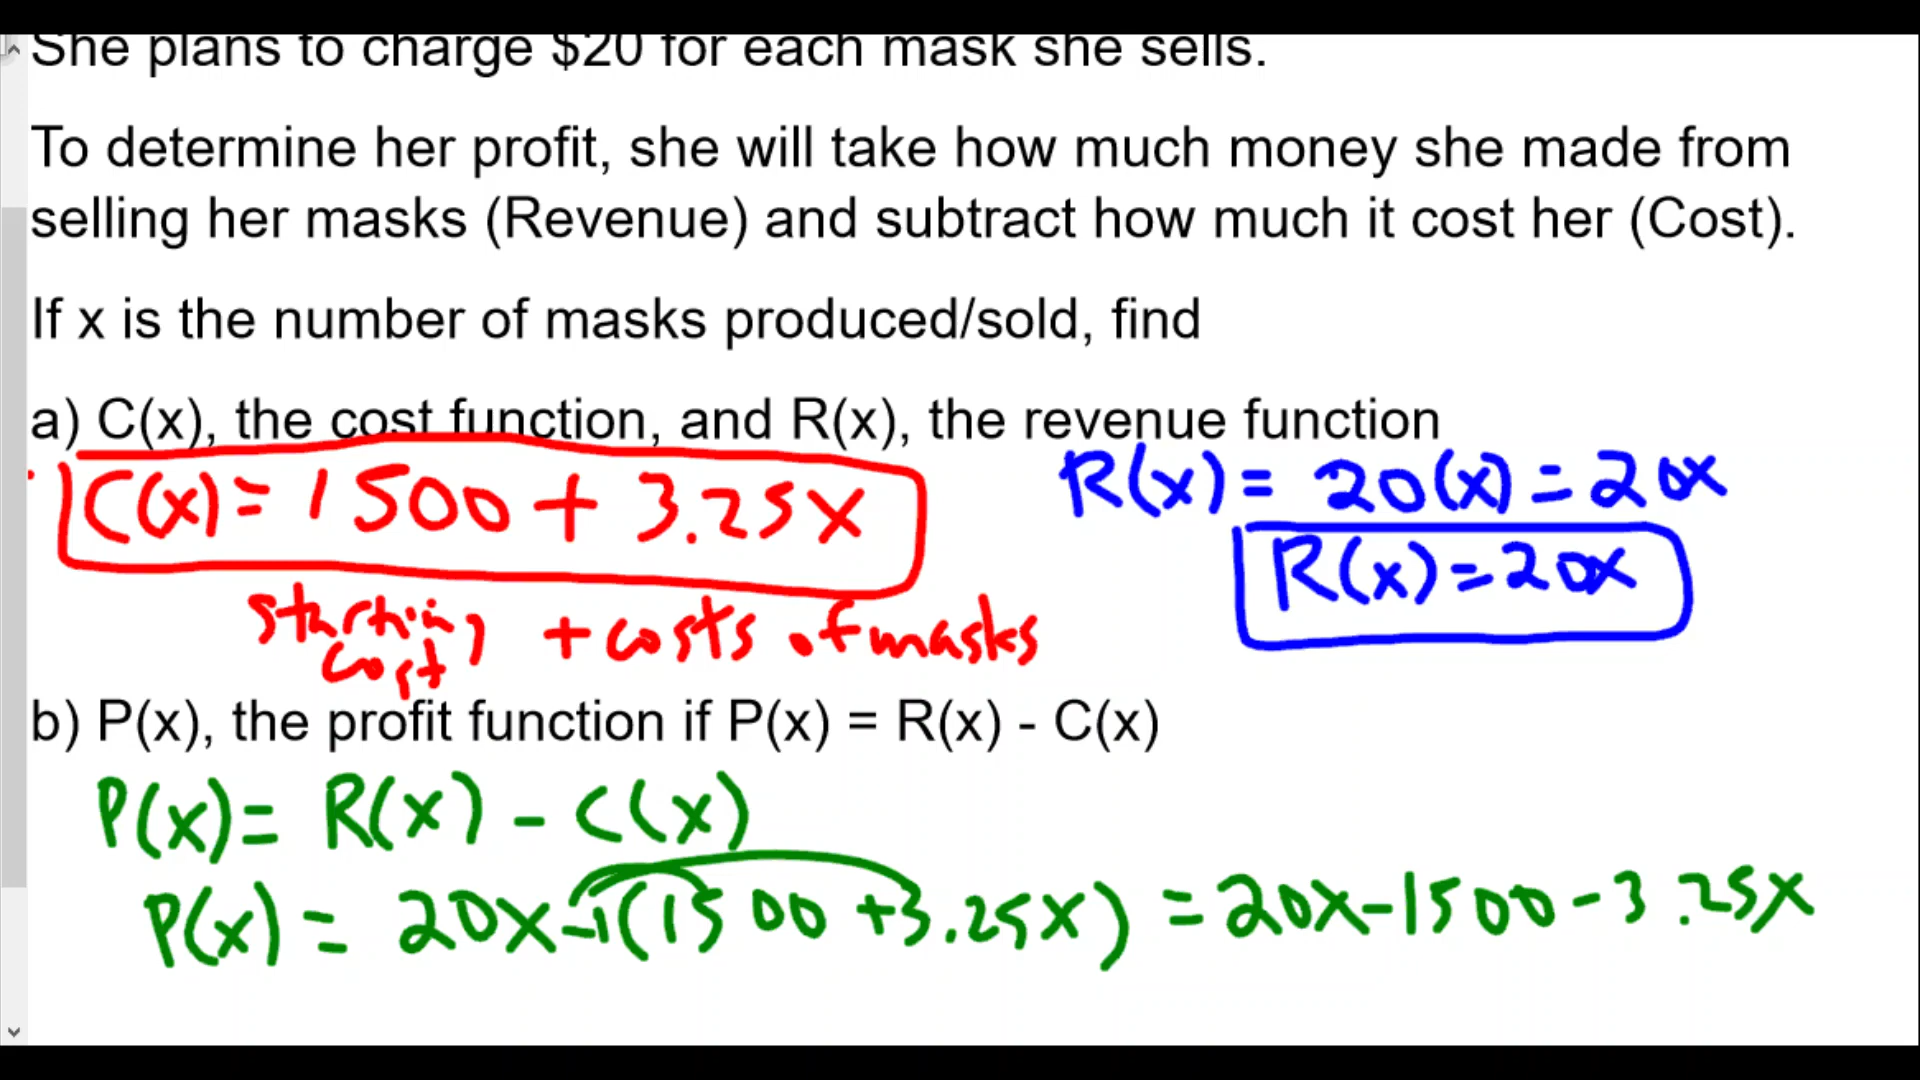 She plans to charge $20 for each mask she sells.
To determine her profit, she will take how much money she made from
selling her masks (Revenue) and subtract how much it cost her (Cost).
If x is the number of masks produced/sold, find
a) C(x), the cost function, and R(x), the revenue function
C(x) = 1500 + 3.25x
R(x) = 20(x) = 20x
R(x) = 20x
starting cost + costs of masks
b) P(x), the profit function if P(x) = R(x) - C(x)
P(x) = R(x) - C(x)
P(x) = 20x -1(1500 + 3.25x) = 20x - 1500 - 3.25x